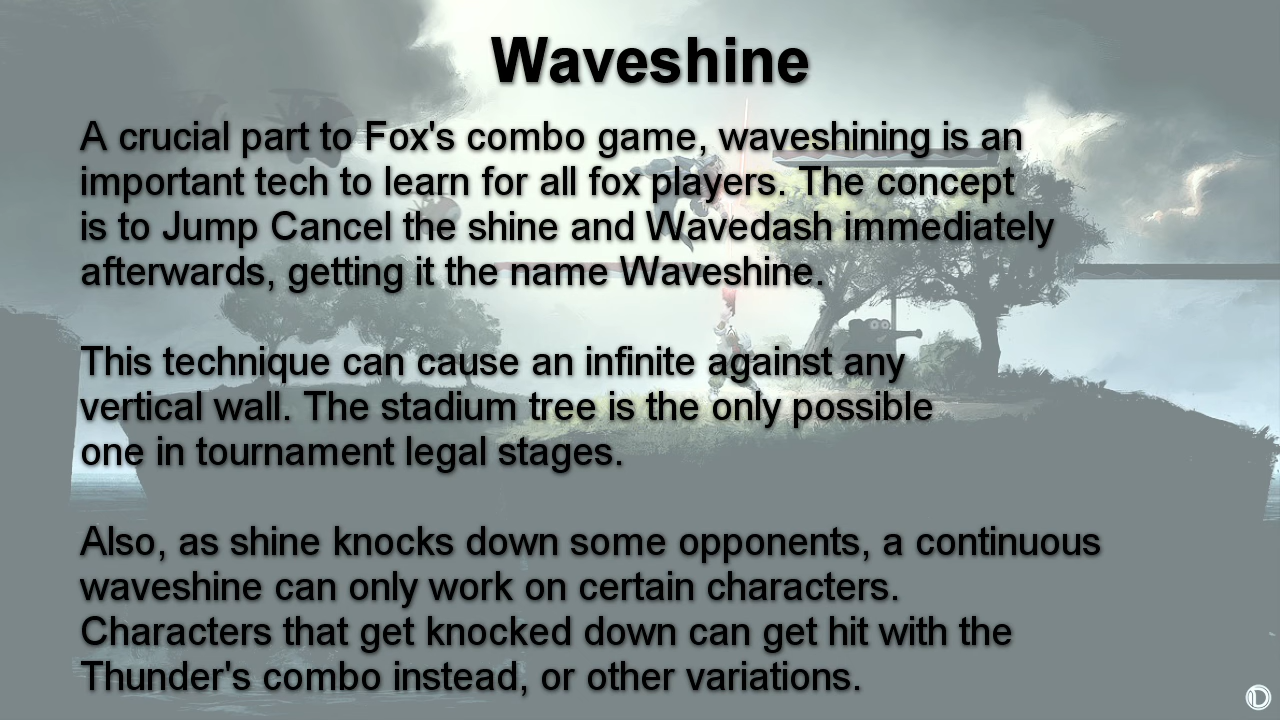 Waveshine
A crucial part to Fox's combo game, waveshining is an
important tech to learn for all fox players. The concept
is to Jump Cancel the shine and Wavedash immediately
afterwards, getting it the name Waveshine.
This technique can cause an infinite against any
vertical wall. The stadium tree is the only possible
one in tournament legal stages.
Also, as shine knocks down some opponents, a continuous
waveshine can only work on certain characters.
Characters that get knocked down can get hit with the
Thunder's combo instead, or other variations.